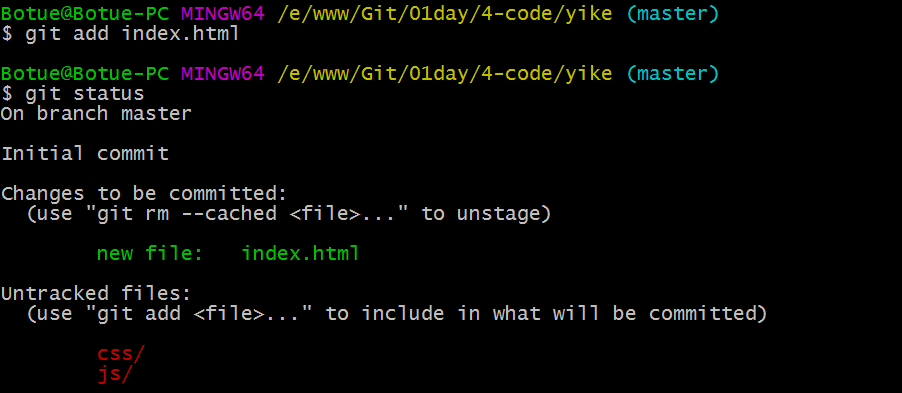 Botue@Botue-PC MINGW64 /e/www/Git/01day/4-code/yike (master)
$ git add index.html
Botue@Botue-PC MINGW64 /e/www/Git/01day/4-code/yike (master)
$ git status
On branch master
Initial commit
Changes to be committed:
  (use "git rm --cached <file>..." to unstage)
        new file:   index.html
Untracked files:
  (use "git add <file>..." to include in what will be committed)
        css/
        js/